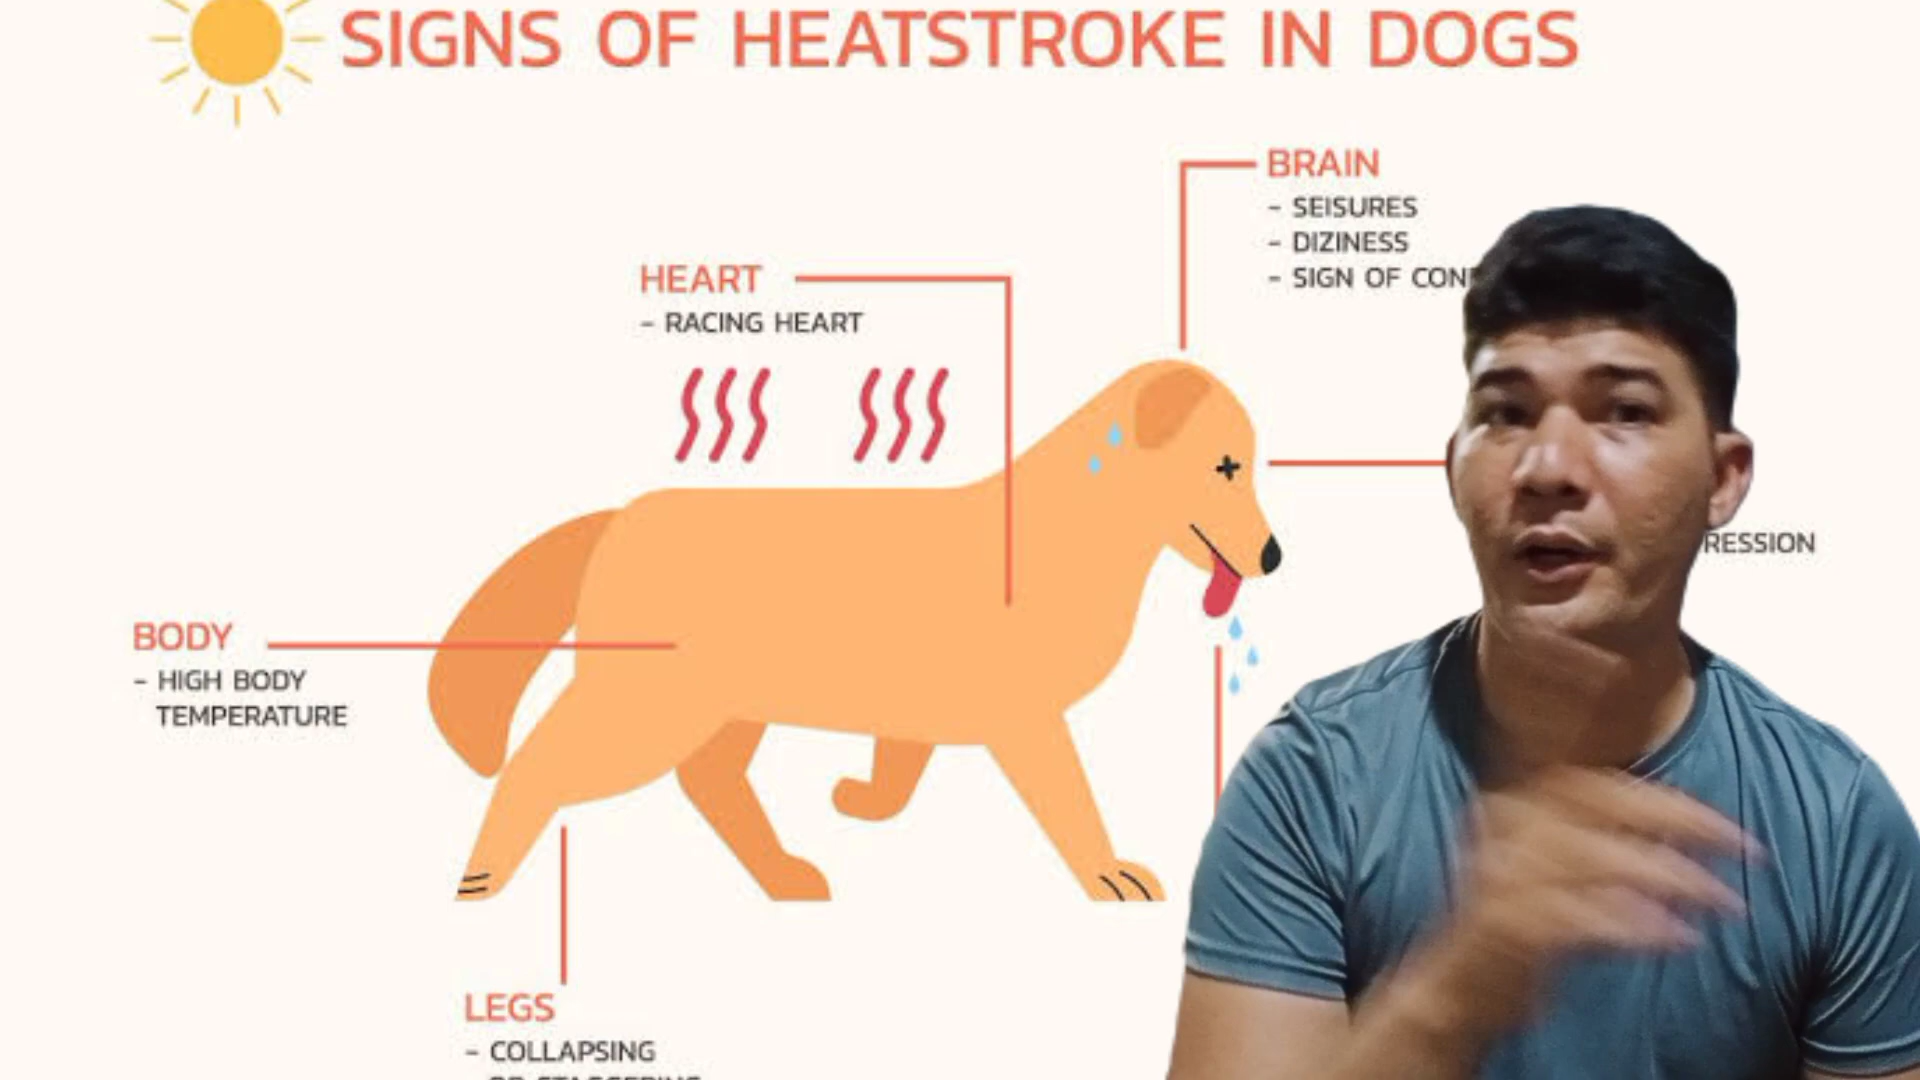 SIGNS OF HEATSTROKE IN DOGS
BRAIN
- SEISURES
- DIZINESS
- SIGN OF
HEART
- RACING HEART
BODY
- HIGH BODY
TEMPERATURE
LEGS
- COLLAPSING